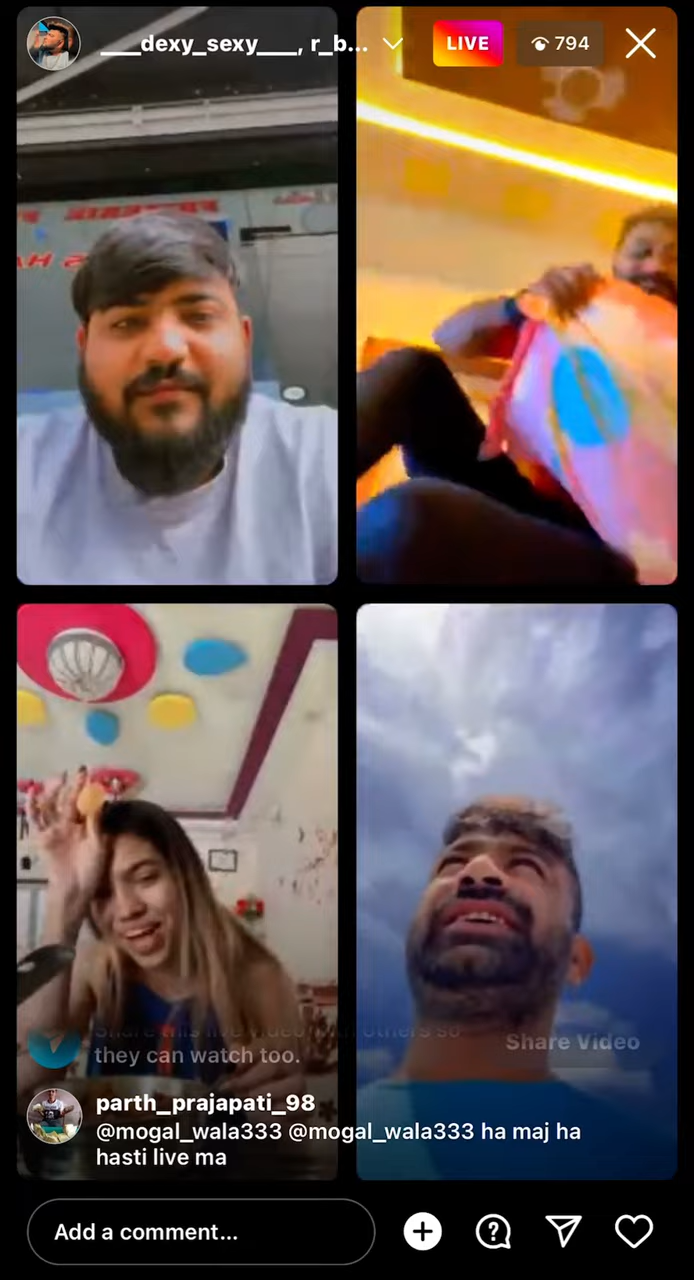 ___dexy_sexy___, r_b...
LIVE
794
Share this live video with others so
they can watch too.
Share Video
parth_prajapati_98
@mogal_wala333 @mogal_wala333 ha maj ha
hasti live ma
Add a comment...